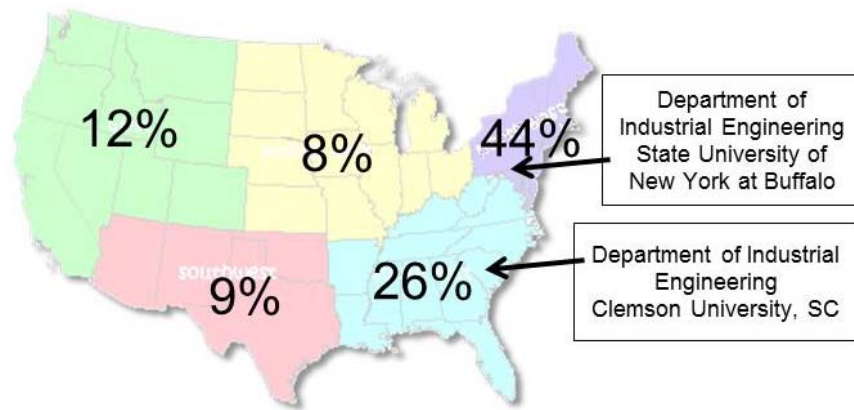 12%
8%
44%
Department of
Industrial Engineering
State University of
New York at Buffalo
southwest
9%
26%
Department of Industrial
Engineering
Clemson University, SC